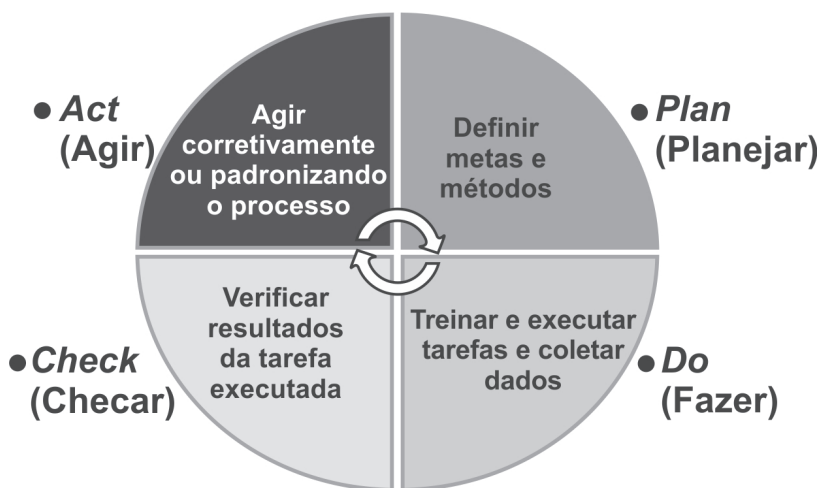 ● Act
(Agir)
Agir
corretivamente
ou padronizando
o processo
Definir
metas e
métodos
● Plan
(Planejar)
● Check
(Checar)
Verificar
resultados
da tarefa
executada
Treinar e executar
tarefas e coletar
dados
● Do
(Fazer)